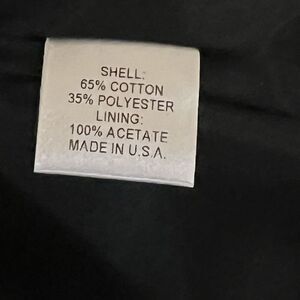 SHELL:
65% COTTON
35% POLYESTER
LINING:
100% ACETATE
MADE IN U.S.A.